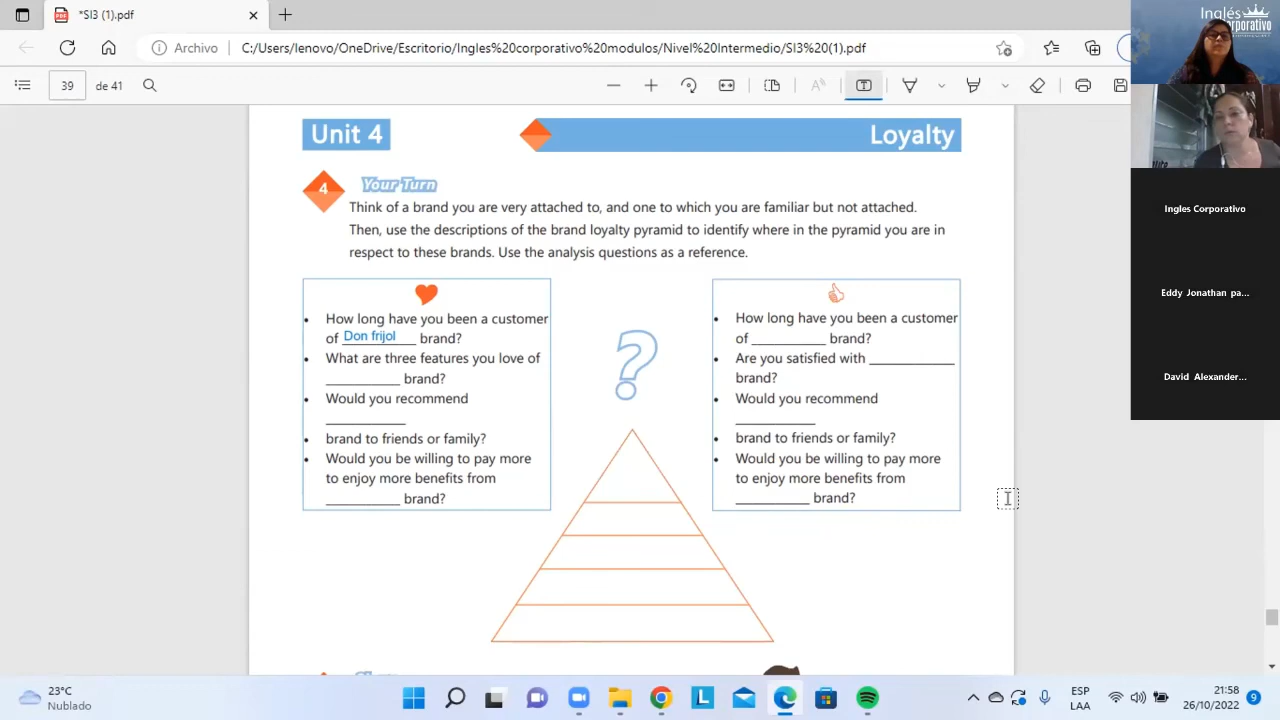 *SI3 (1).pdf
Archivo
C:/Users/lenovo/OneDrive/Escritorio/Ingles%20corporativo%20modulos/Nivel%20Intermedio/SI3%20(1).pdf
39 de 41
Unit 4
Loyalty
4
Your Turn
Think of a brand you are very attached to, and one to which you are familiar but not attached.
Then, use the descriptions of the brand loyalty pyramid to identify where in the pyramid you are in
respect to these brands. Use the analysis questions as a reference.
• How long have you been a customer
of Don frijol brand?
• What are three features you love of
__________ brand?
• Would you recommend
___________
• brand to friends or family?
• Would you be willing to pay more
to enjoy more benefits from
__________ brand?
?
• How long have you been a customer
of __________ brand?
• Are you satisfied with ____________
brand?
• Would you recommend
___________
• brand to friends or family?
• Would you be willing to pay more
to enjoy more benefits from
__________ brand?
Inglés
Corporativo
Ingles Corporativo
Eddy Jonathan pa...
David Alexander...
23°C
Nublado
L
ESP
LAA
21:58
26/10/2022
9